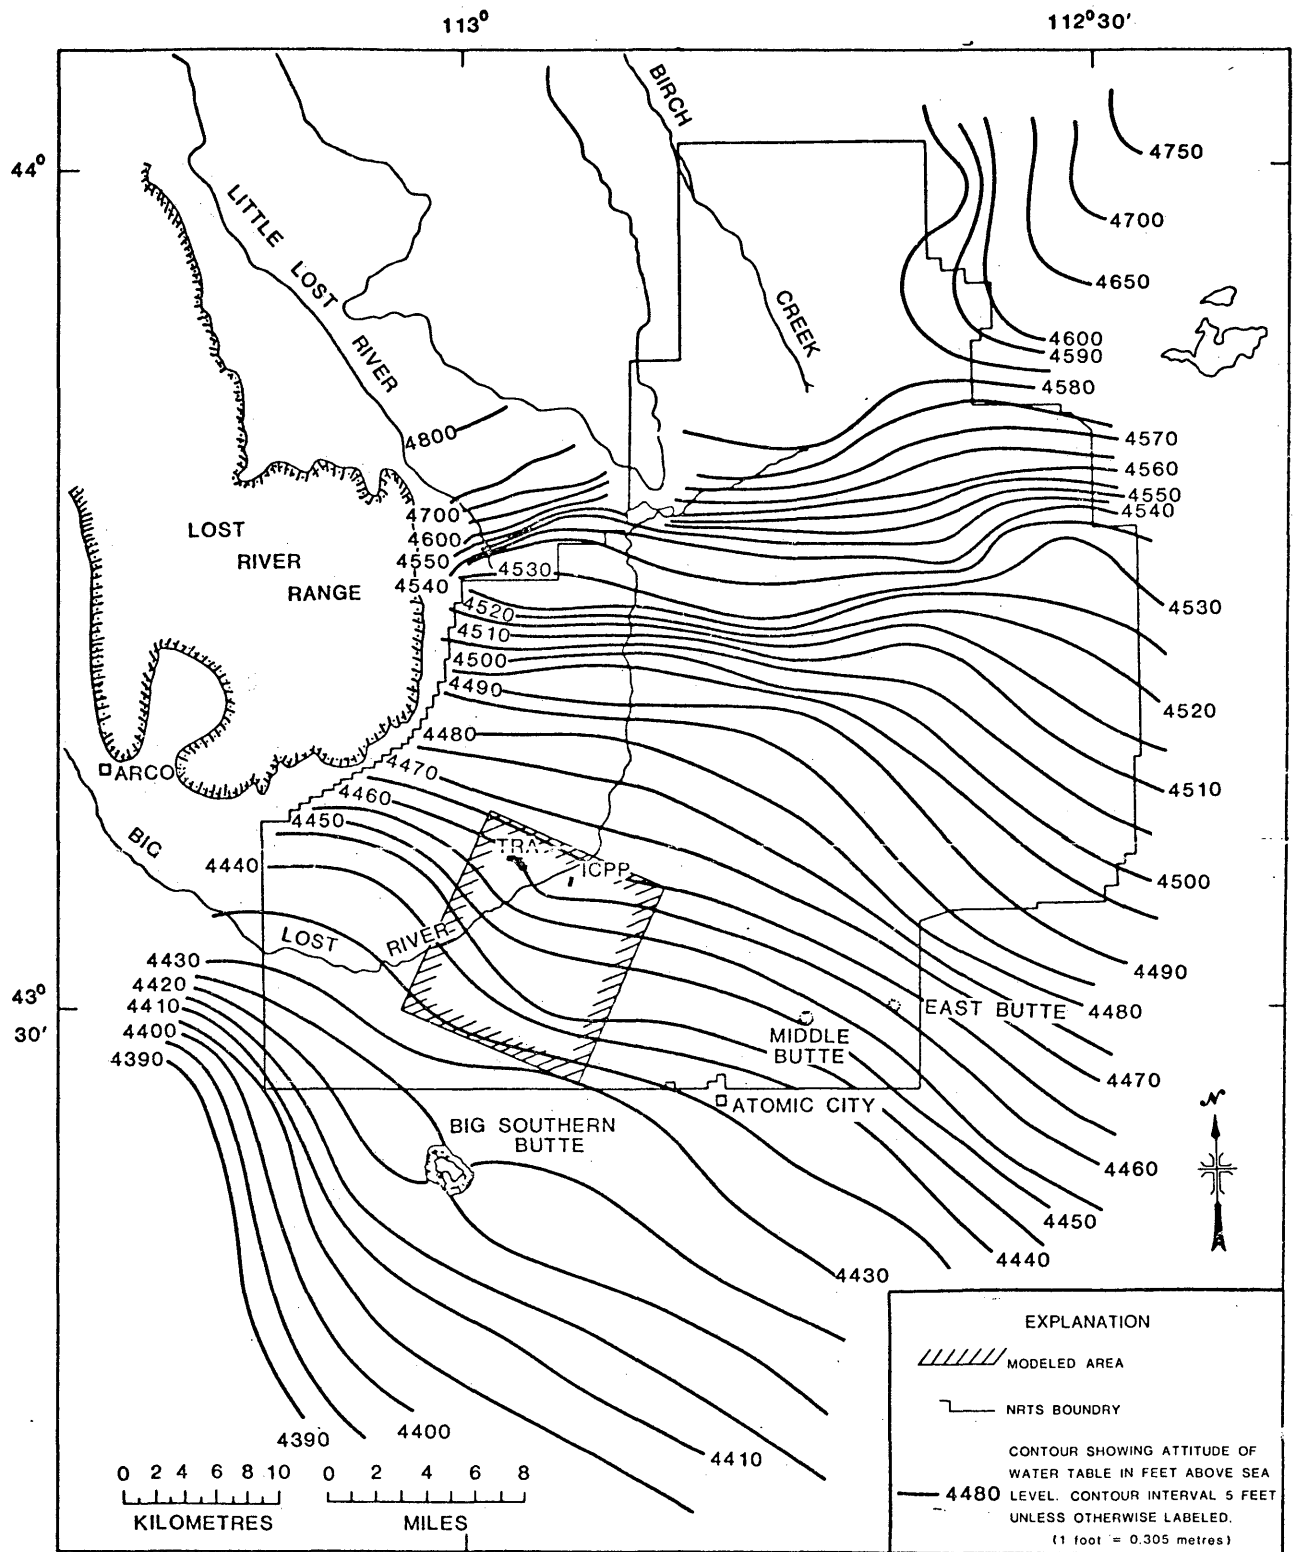 113°
112°30'
44°
43°
30'
BIRCH
CREEK
LITTLE
LOST
RIVER
4750
4700
4650
4600
4590
4580
4570
4560
4550
4540
4530
4520
4510
4500
4490
4480
4470
4460
4450
4440
4430
4410
4400
4390
4800
4700
4600
4550
4540
4530
4520
4510
4500
4490
4480
4470
4460
4450
4440
4430
4420
4410
4400
4390
LOST
RIVER
RANGE
ARCO
BIG
LOST
RIVER
TRA
ICPP
EAST BUTTE
MIDDLE
BUTTE
ATOMIC CITY
BIG SOUTHERN
BUTTE
N
0 2 4 6 8 10
KILOMETRES
0 2 4 6 8
MILES
EXPLANATION
MODELED AREA
NRTS BOUNDRY
CONTOUR SHOWING ATTITUDE OF
WATER TABLE IN FEET ABOVE SEA
4480 LEVEL. CONTOUR INTERVAL 5 FEET
UNLESS OTHERWISE LABELED.
(1 foot = 0.305 metres)